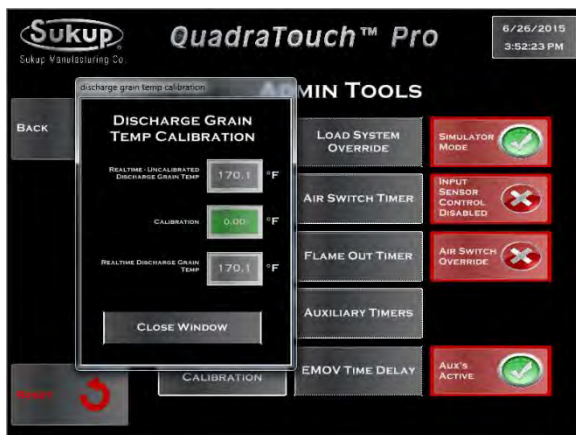 Sukup
Sukup Manufacturing Co.
QuadraTouch™ Pro
6/26/2015
3:52:23 PM
discharge grain temp calibration
MIN TOOLS
BACK
DISCHARGE GRAIN
TEMP CALIBRATION
REALTIME - UNCALIBRATED
DISCHARGE GRAIN TEMP
170.1 °F
CALIBRATION
0.00 °F
REALTIME DISCHARGE GRAIN
TEMP
170.1 °F
CLOSE WINDOW
LOAD SYSTEM
OVERRIDE
SIMULATOR
MODE
AIR SWITCH TIMER
INPUT
SENSOR
CONTROL
DISABLED
FLAME OUT TIMER
AIR SWITCH
OVERRIDE
AUXILIARY TIMERS
CALIBRATION
EMOV TIME DELAY
AUX'S
ACTIVE